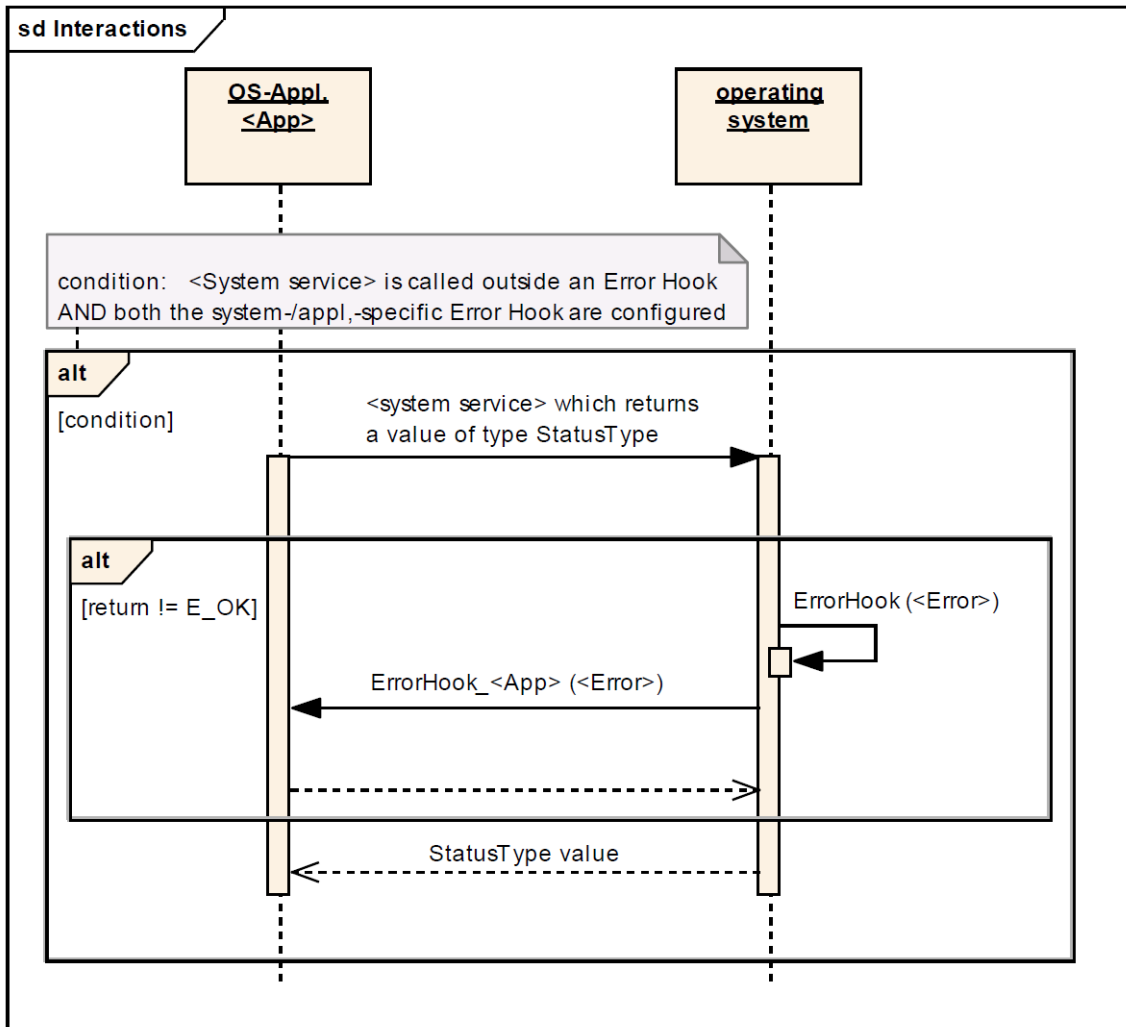 sd Interactions
OS-Appl.
<App>
operating
system
condition: <System service> is called outside an Error Hook
AND both the system-/appl,-specific Error Hook are configured
alt
[condition]
<system service> which returns
a value of type StatusType
alt
[return != E_OK]
ErrorHook (<Error>)
ErrorHook_<App> (<Error>)
StatusType value